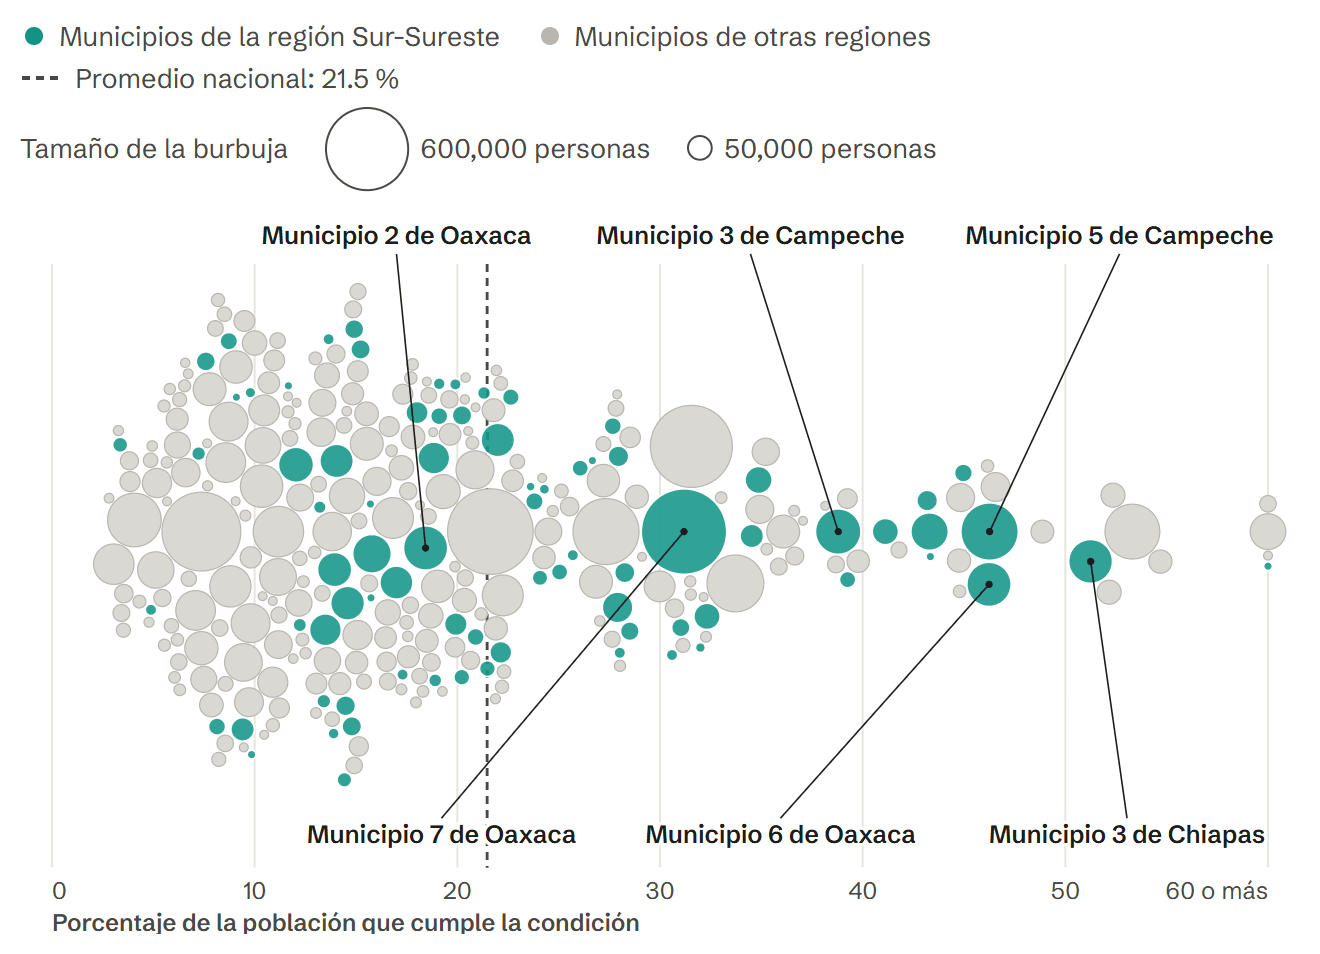 Municipios de la región Sur-Sureste
Municipios de otras regiones
Promedio nacional: 21.5 %
Tamaño de la burbuja
600,000 personas
50,000 personas
Municipio 2 de Oaxaca
Municipio 3 de Campeche
Municipio 5 de Campeche
Municipio 7 de Oaxaca
Municipio 6 de Oaxaca
Municipio 3 de Chiapas
0
10
20
30
40
50
60 o más
Porcentaje de la población que cumple la condición